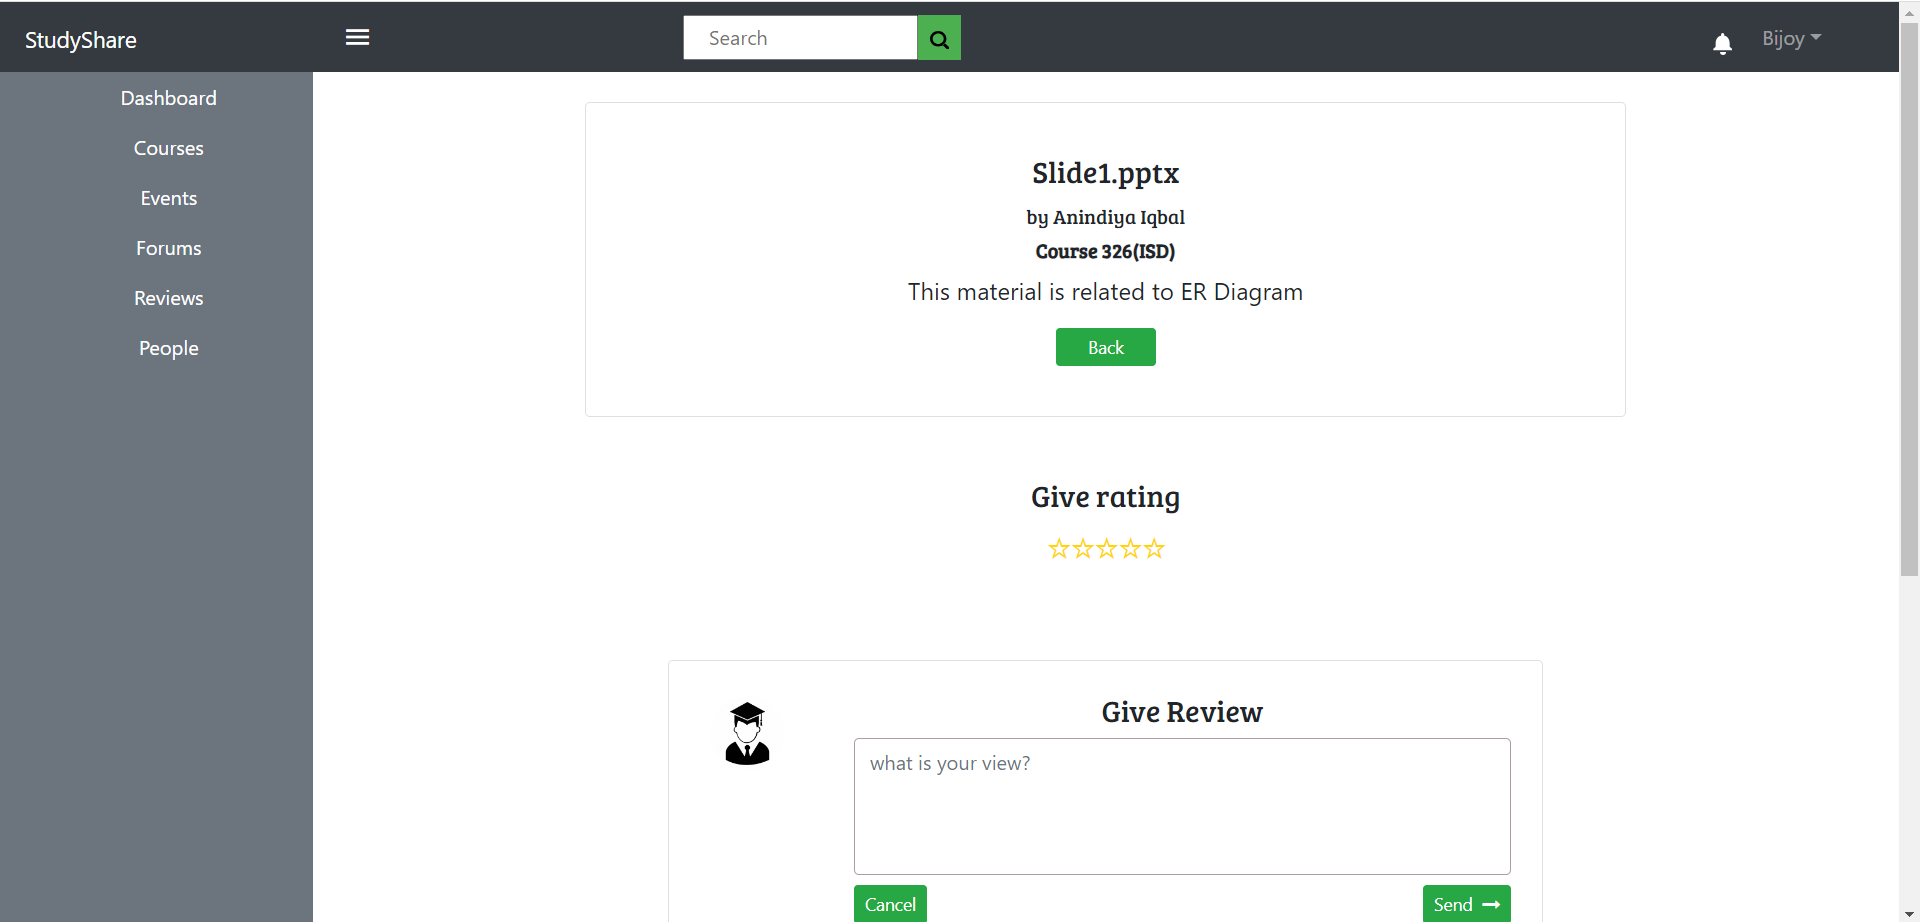 StudyShare
Search
Bijoy
Dashboard
Courses
Events
Forums
Reviews
People
Slide1.pptx
by Anindiya Iqbal
Course 326(ISD)
This material is related to ER Diagram
Back
Give rating
Give Review
what is your view?
Cancel
Send